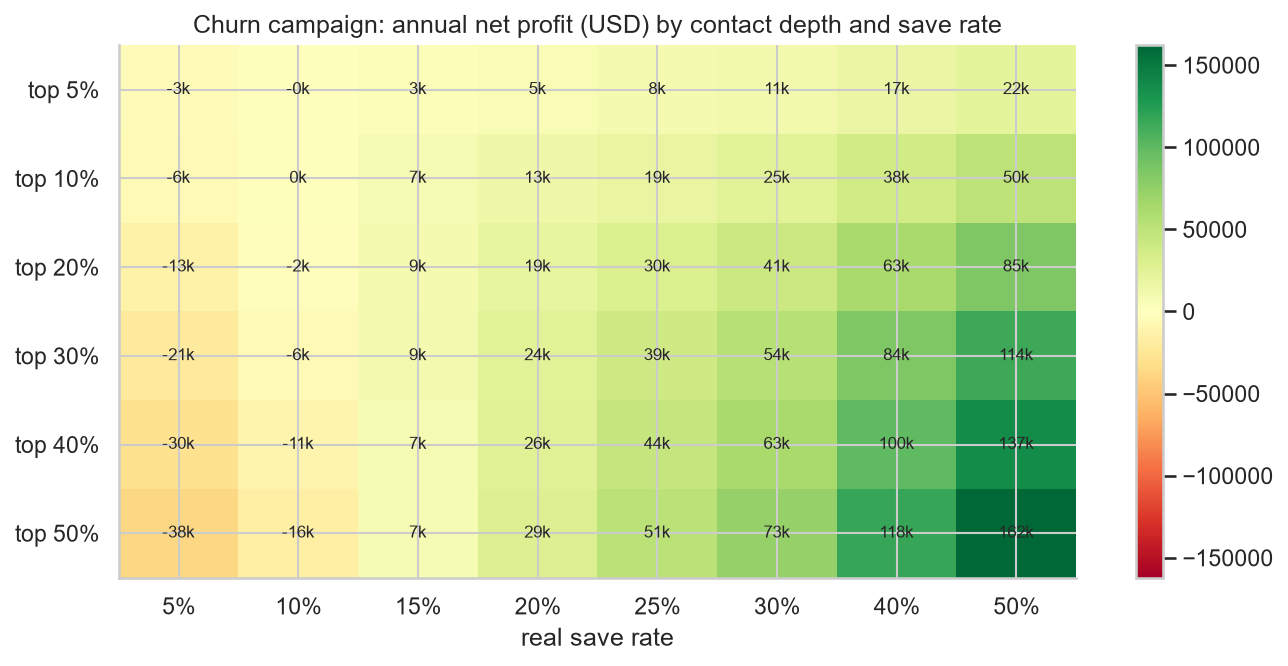 Churn campaign: annual net profit (USD) by contact depth and save rate
top 5% -3k -0k 3k 5k 8k 11k 17k 22k
top 10% -6k 0k 7k 13k 19k 25k 38k 50k
top 20% -13k -2k 9k 19k 30k 41k 63k 85k
top 30% -21k -6k 9k 24k 39k 54k 84k 114k
top 40% -30k -11k 7k 26k 44k 63k 100k 137k
top 50% -38k -16k 7k 29k 51k 73k 118k 162k
5% 10% 15% 20% 25% 30% 40% 50%
real save rate
150000
100000
50000
0
−50000
−100000
−150000